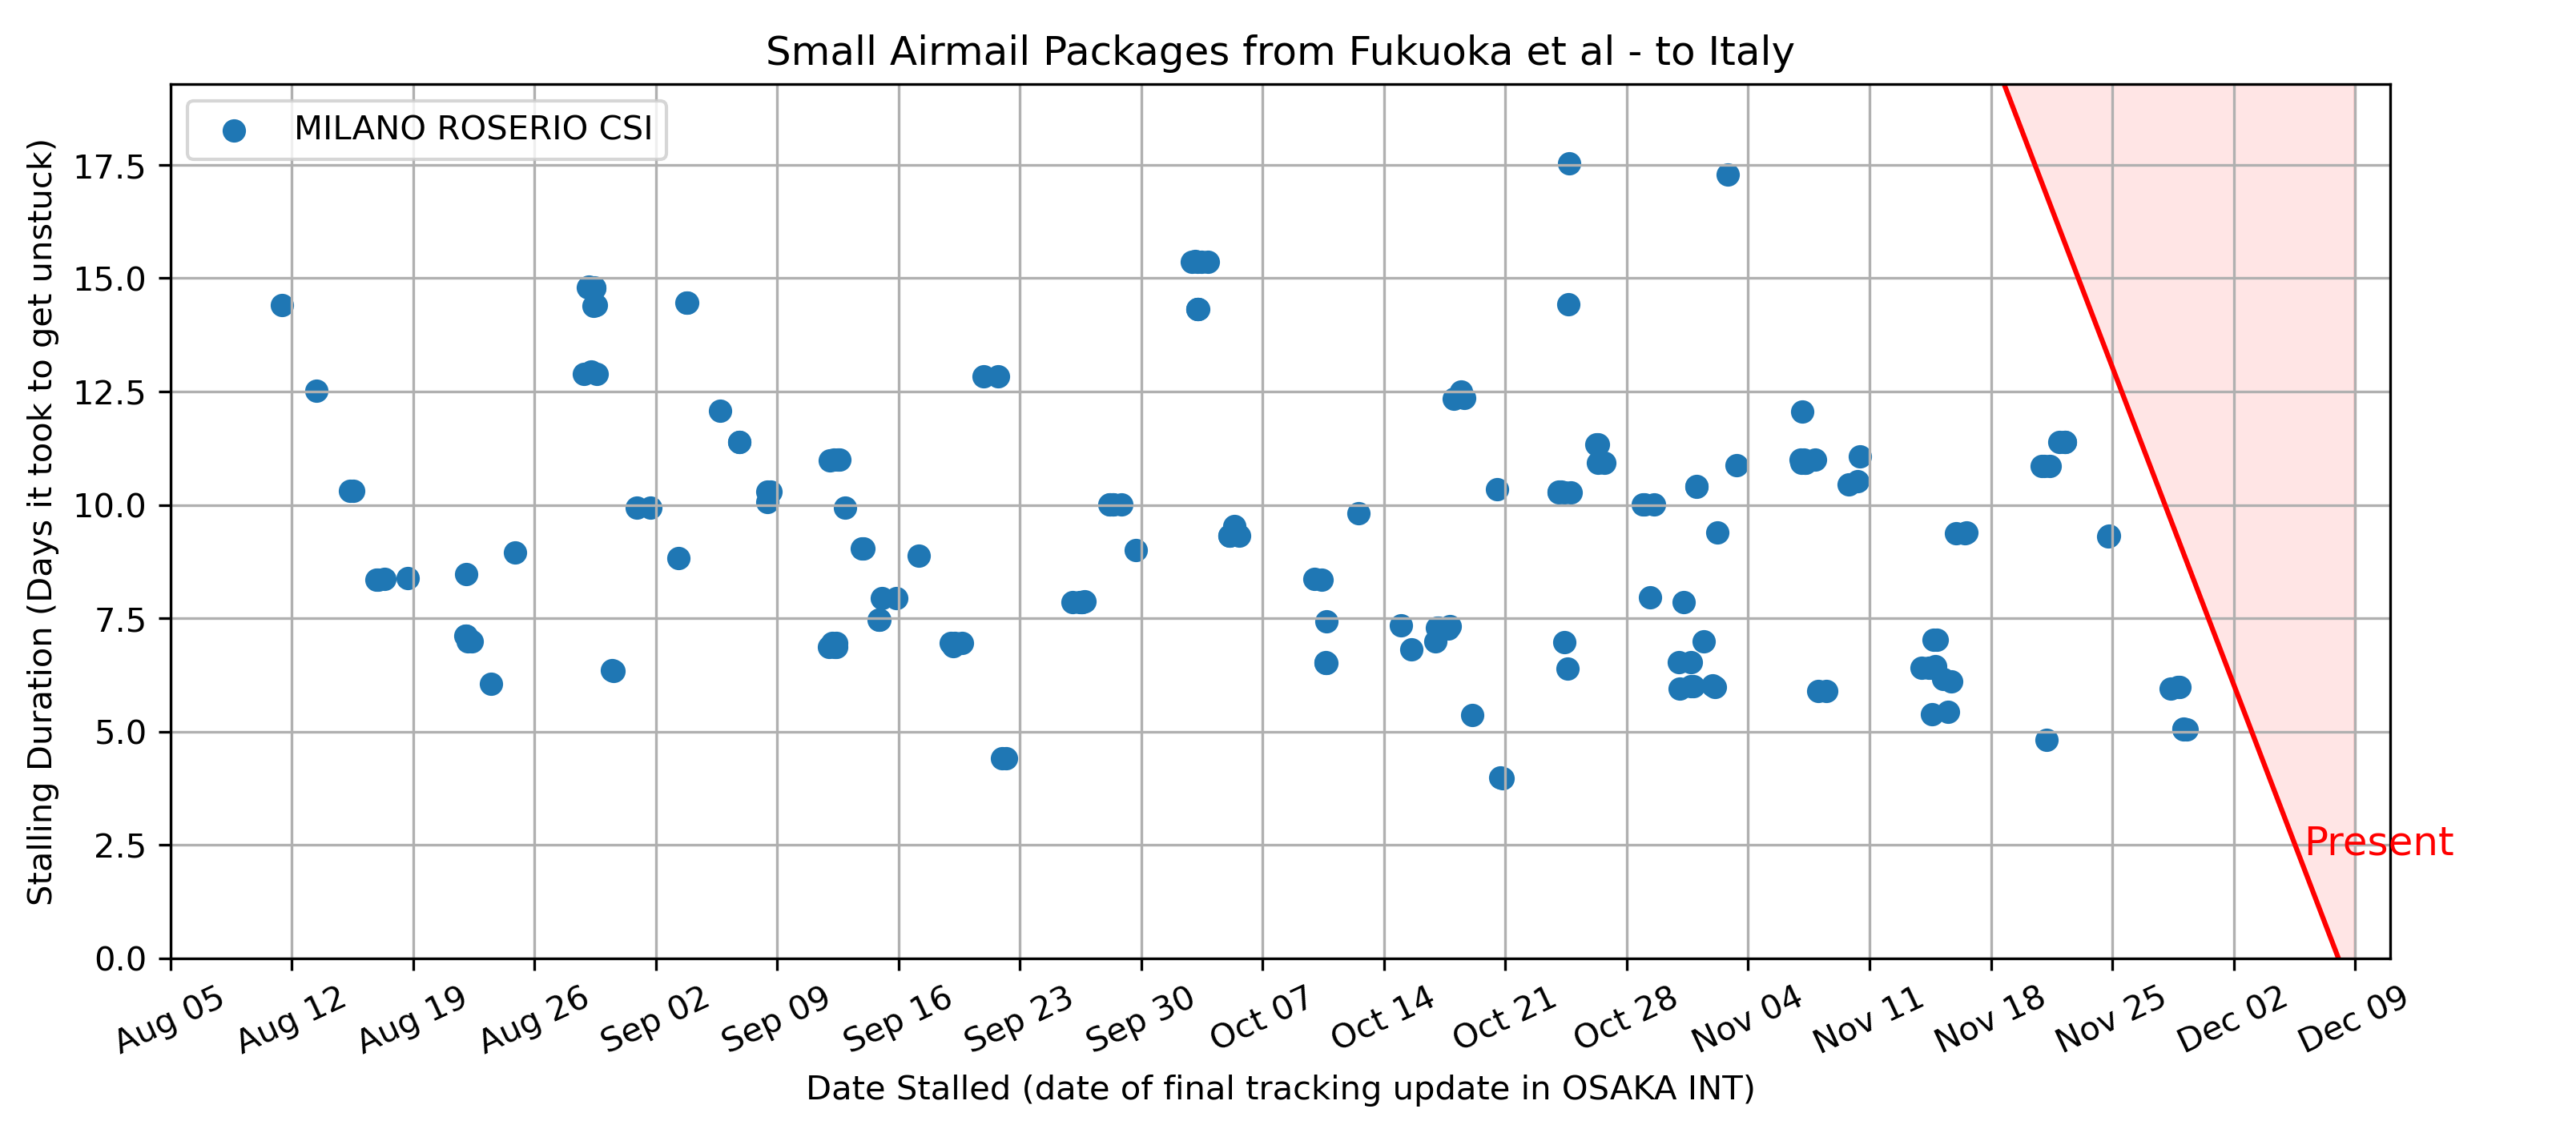 Small Airmail Packages from Fukuoka et al - to Italy
MILANO ROSERIO CSI
Stalling Duration (Days it took to get unstuck)
17.5
15.0
12.5
10.0
7.5
5.0
2.5
0.0
Present
Aug 05
Aug 12
Aug 19
Aug 26
Sep 02
Sep 09
Sep 16
Sep 23
Sep 30
Oct 07
Oct 14
Oct 21
Oct 28
Nov 04
Nov 11
Nov 18
Nov 25
Dec 02
Dec 09
Date Stalled (date of final tracking update in OSAKA INT)